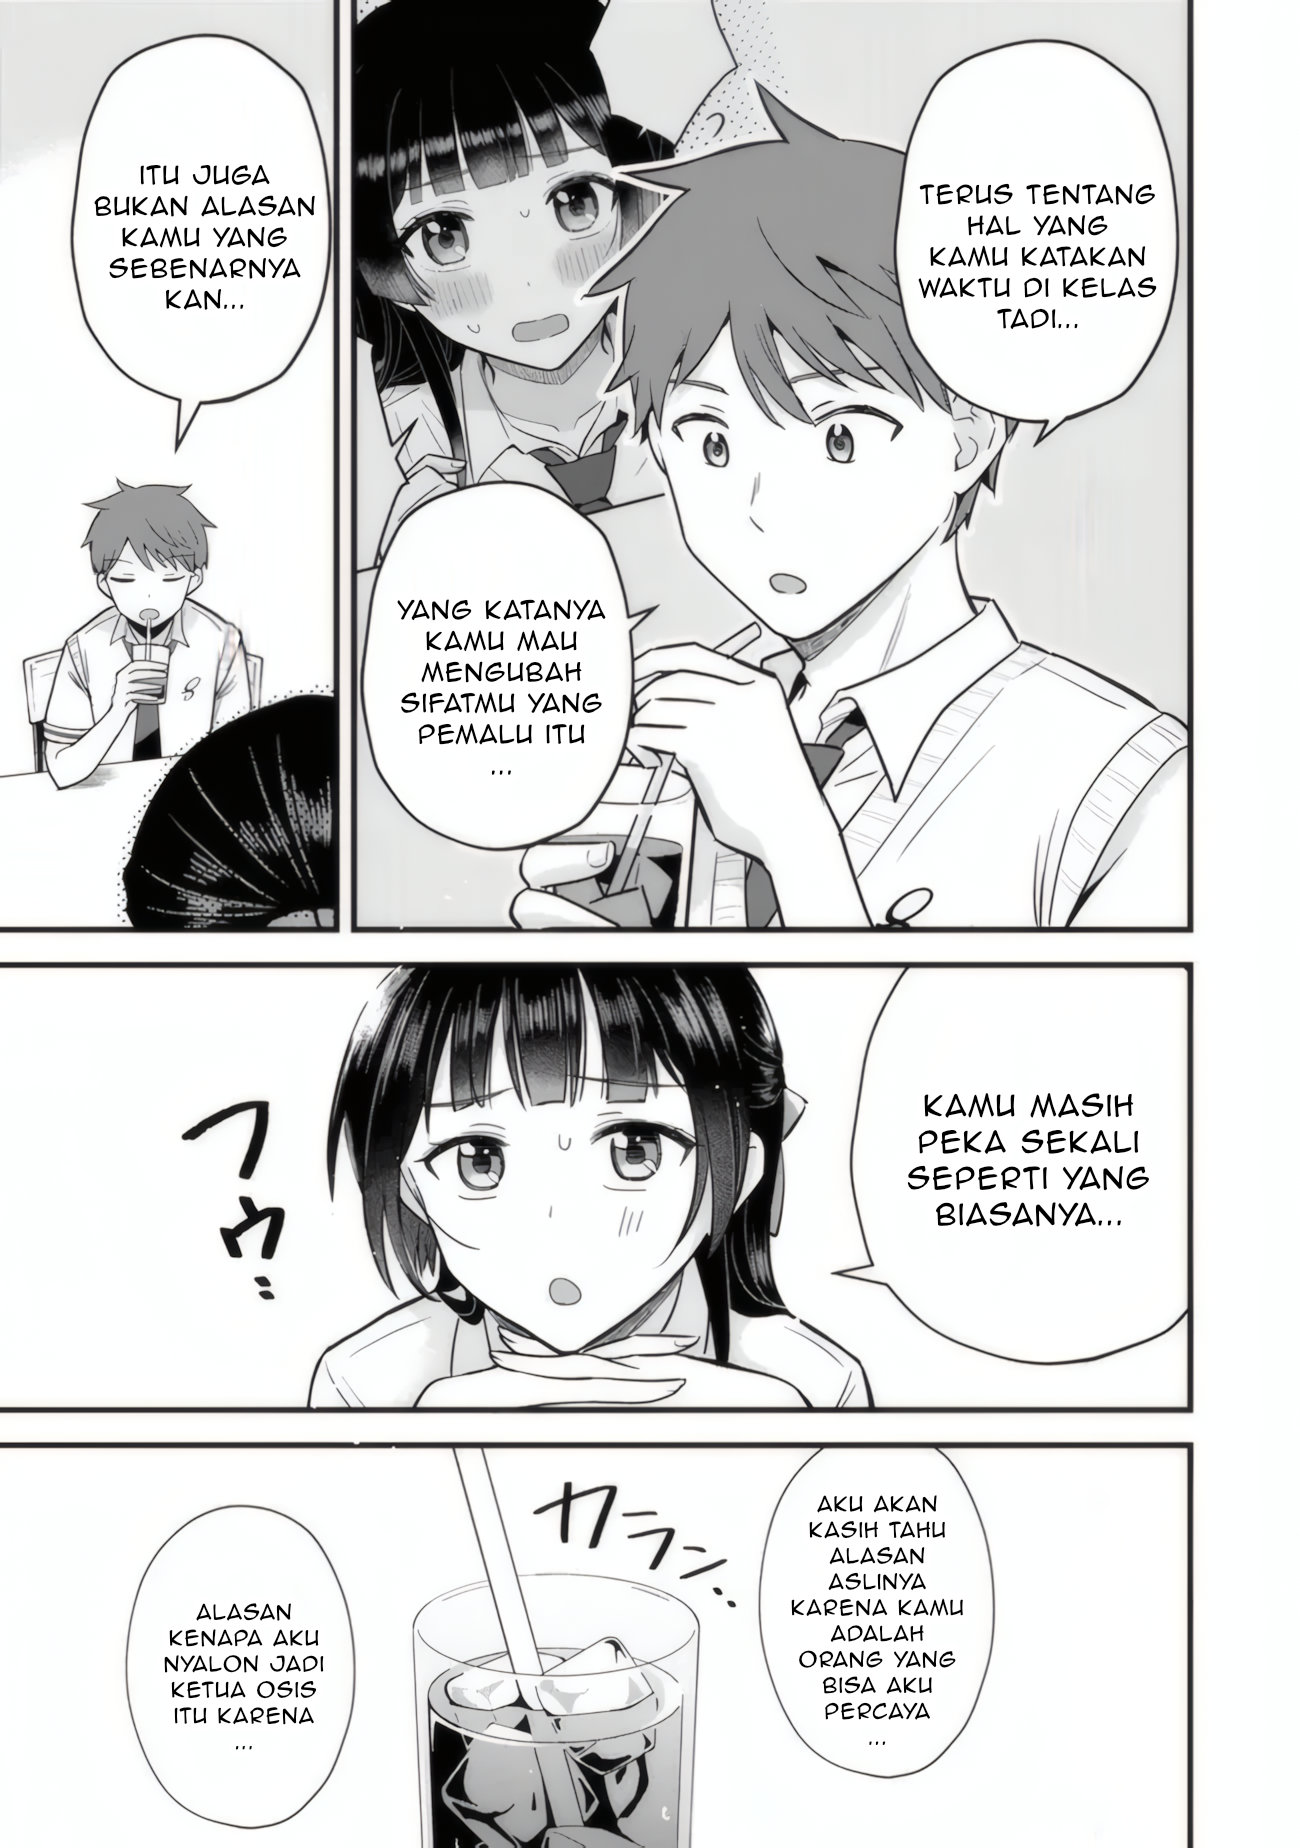 TERUS TENTANG
HAL YANG
KAMU KATAKAN
WAKTU DI KELAS
TADI...
YANG KATANYA
KAMU MAU
MENGUBAH
SIFATMU YANG
PEMALU ITU
...
ITU JUGA
BUKAN ALASAN
KAMU YANG
SEBENARNYA
KAN...
KAMU MASIH
PEKA SEKALI
SEPERTI YANG
BIASANYA...
フウ...
AKU AKAN
KASIH TAHU
ALASAN
ASLINYA
KARENA KAMU
ADALAH
ORANG YANG
BISA AKU
PERCAYA
...
カラン...
ALASAN
KENAPA AKU
NYALON JADI
KETUA OSIS
ITU KARENA
...